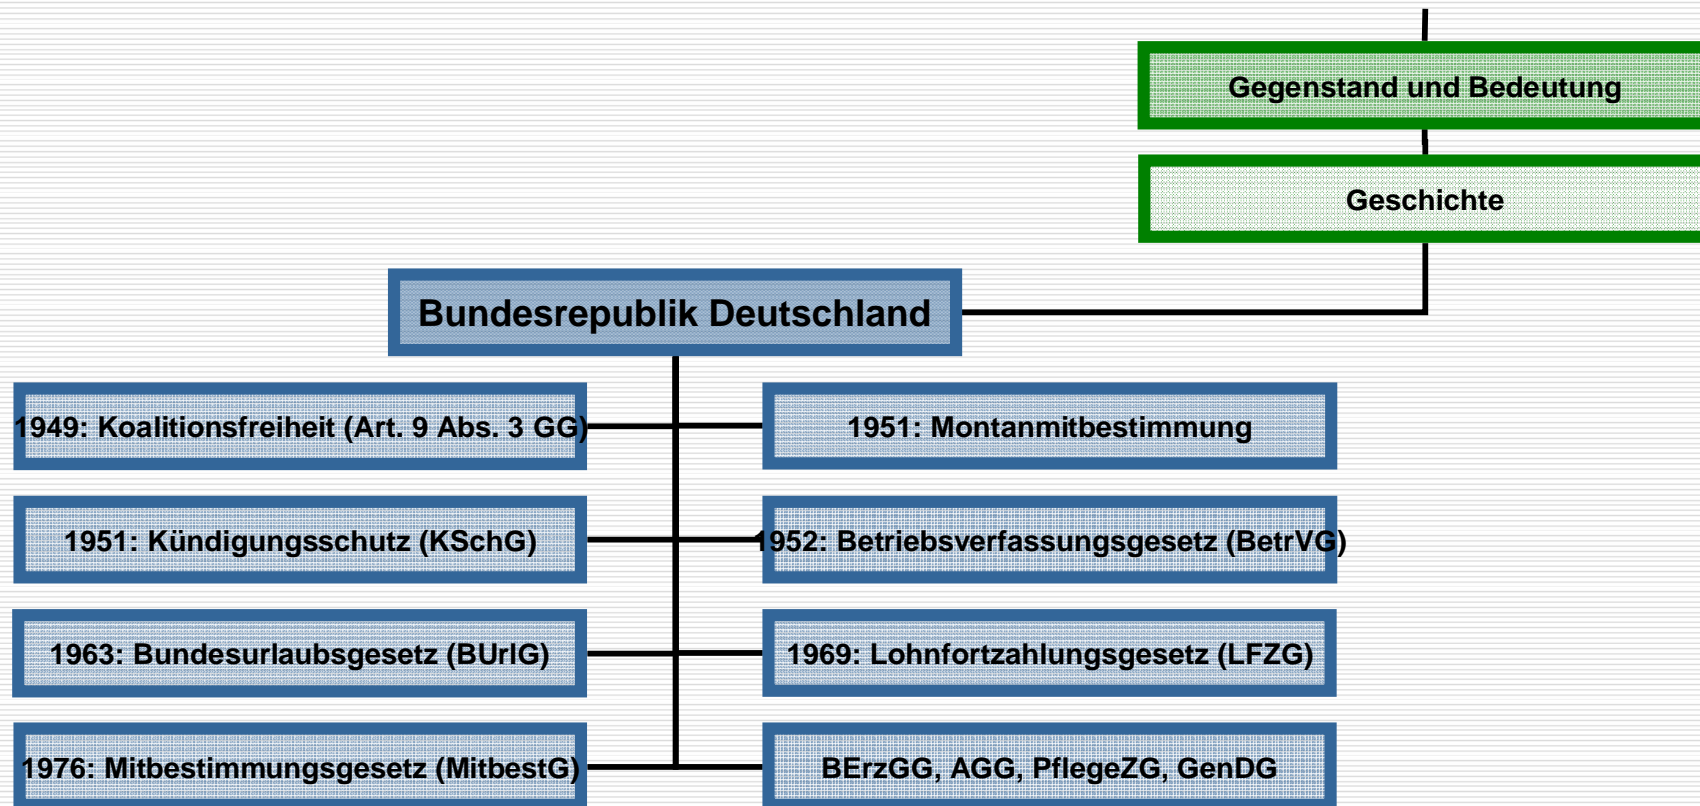 Gegenstand und Bedeutung
Geschichte
Bundesrepublik Deutschland
1949: Koalitionsfreiheit (Art. 9 Abs. 3 GG)
1951: Montanmitbestimmung
1951: Kündigungsschutz (KSchG)
1952: Betriebsverfassungsgesetz (BetrVG)
1963: Bundesurlaubsgesetz (BUrlG)
1969: Lohnfortzahlungsgesetz (LFZG)
1976: Mitbestimmungsgesetz (MitbestG)
BErzGG, AGG, PflegeZG, GenDG